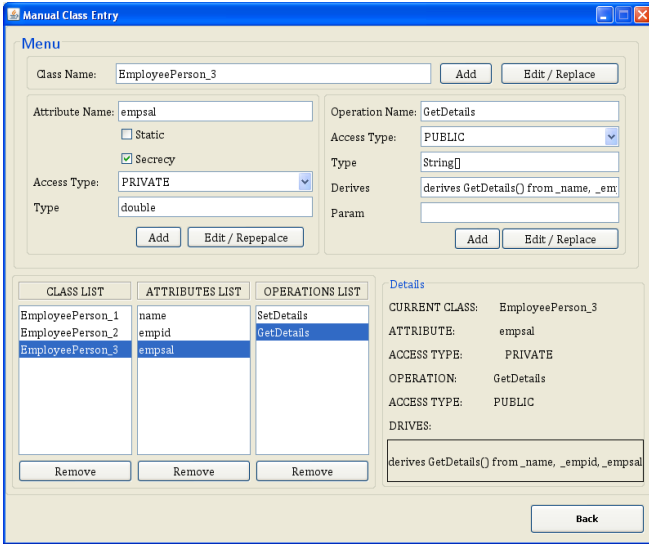 Manual Class Entry
Menu
Class Name: EmployeePerson_3 Add Edit / Replace
Attribute Name: empsal
Static
Secrecy
Access Type: PRIVATE
Type double
Add Edit / Repepalce
Operation Name: GetDetails
Access Type: PUBLIC
Type String[]
Derives derives GetDetails() from _name, _em
Param
Add Edit / Replace
CLASS LIST
EmployeePerson_1
EmployeePerson_2
EmployeePerson_3
Remove
ATTRIBUTES LIST
name
empid
empsal
Remove
OPERATIONS LIST
SetDetails
GetDetails
Remove
Details
CURRENT CLASS: EmployeePerson_3
ATTRIBUTE: empsal
ACCESS TYPE: PRIVATE
OPERATION: GetDetails
ACCESS TYPE: PUBLIC
DRIVES:
derives GetDetails() from _name, _empid, _empsal
Back